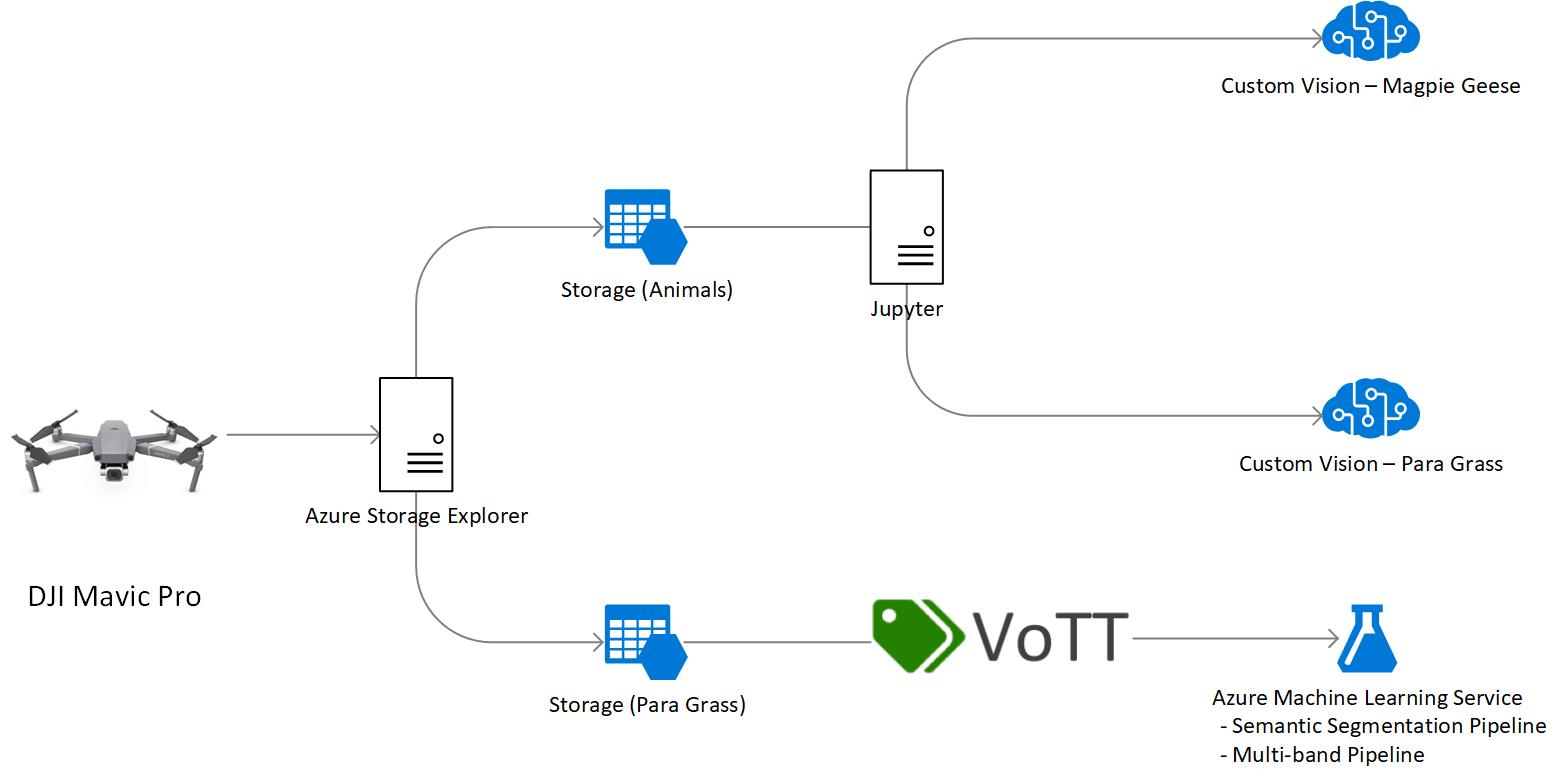 Custom Vision – Magpie Geese
Storage (Animals)
Jupyter
Custom Vision – Para Grass
Azure Storage Explorer
DJI Mavic Pro
VoTT
Storage (Para Grass)
Azure Machine Learning Service
- Semantic Segmentation Pipeline
- Multi-band Pipeline